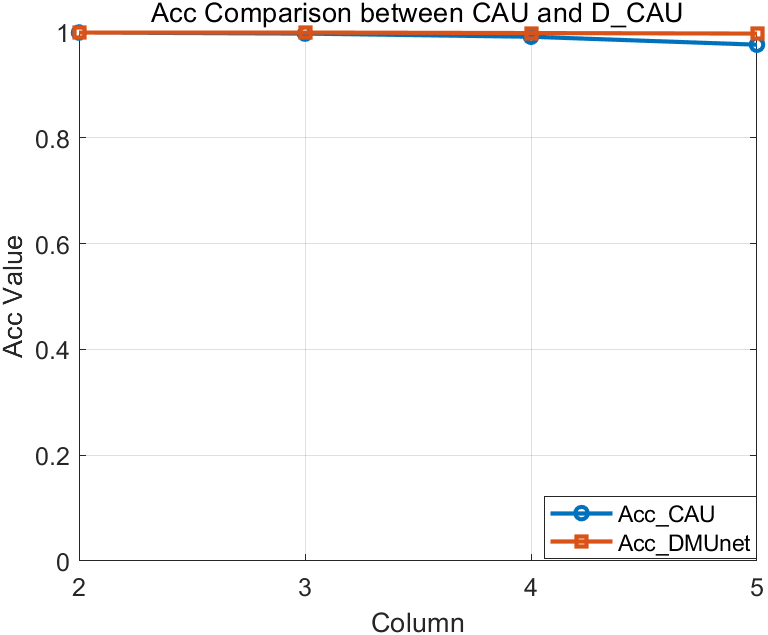 Acc Comparison between CAU and D_CAU
1
0.8
0.6
0.4
0.2
0
Acc Value
2 3 4 5
Column
Acc_CAU
Acc_DMUnet